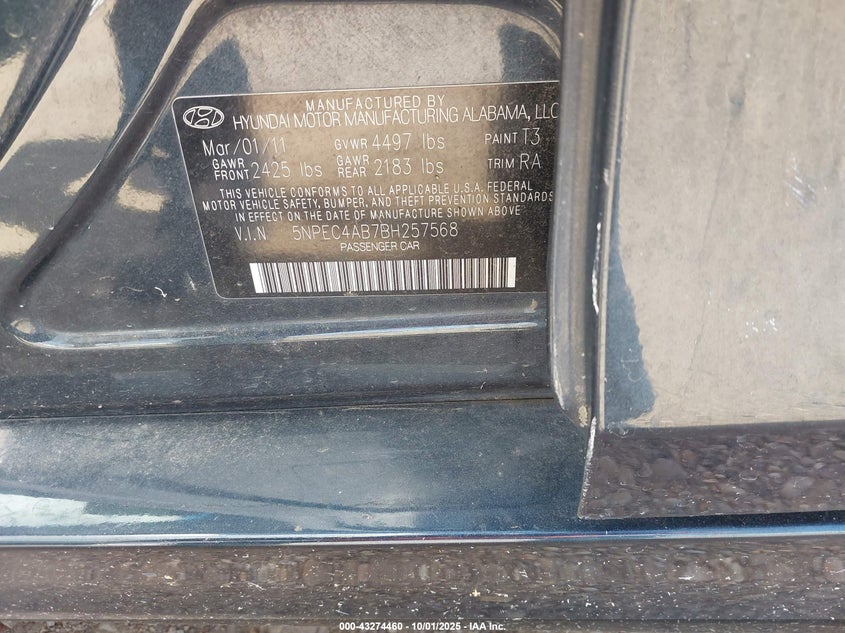 MANUFACTURED BY
HYUNDAI MOTOR MANUFACTURING ALABAMA, LLC
Mar/01/11 GVWR 4497 lbs PAINT T3
GAWR FRONT 2425 lbs GAWR REAR 2183 lbs TRIM RA
THIS VEHICLE CONFORMS TO ALL APPLICABLE U.S.A. FEDERAL
MOTOR VEHICLE SAFETY, BUMPER, AND THEFT PREVENTION STANDARDS
IN EFFECT ON THE DATE OF MANUFACTURE SHOWN ABOVE
V.I.N 5NPEC4AB7BH257568
PASSENGER CAR
000-43274460 - 10/01/2025 - IAA Inc.